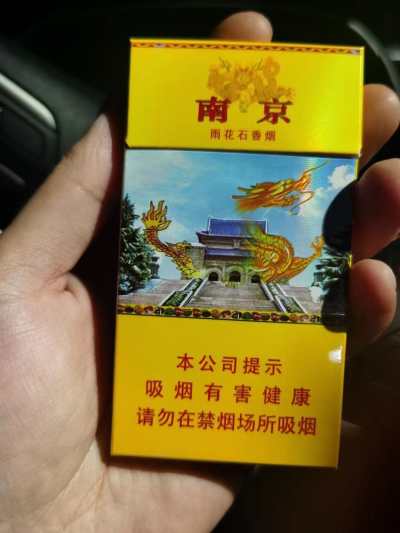 南京
雨花石香烟
本公司提示
吸烟有害健康
请勿在禁烟场所吸烟